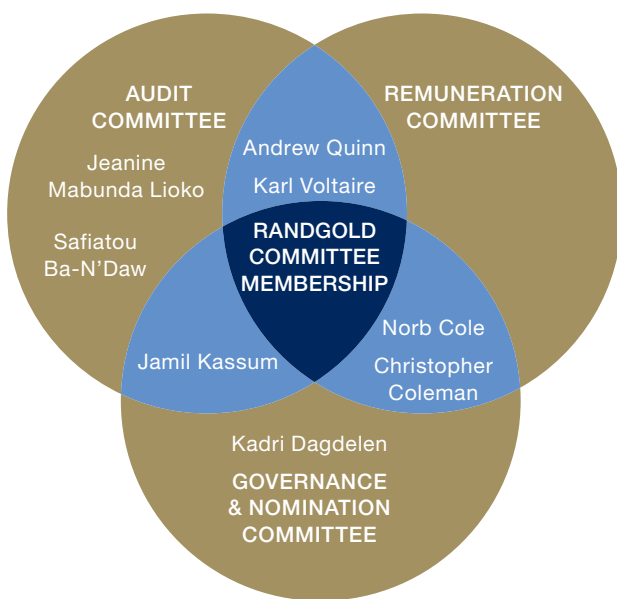 AUDIT
COMMITTEE
Jeanine
Mabunda Lioko
Safiatou
Ba-N’Daw
REMUNERATION
COMMITTEE
Andrew Quinn
Karl Voltaire
RANDGOLD
COMMITTEE
MEMBERSHIP
Norb Cole
Christopher
Coleman
Jamil Kassum
Kadri Dagdelen
GOVERNANCE
& NOMINATION
COMMITTEE